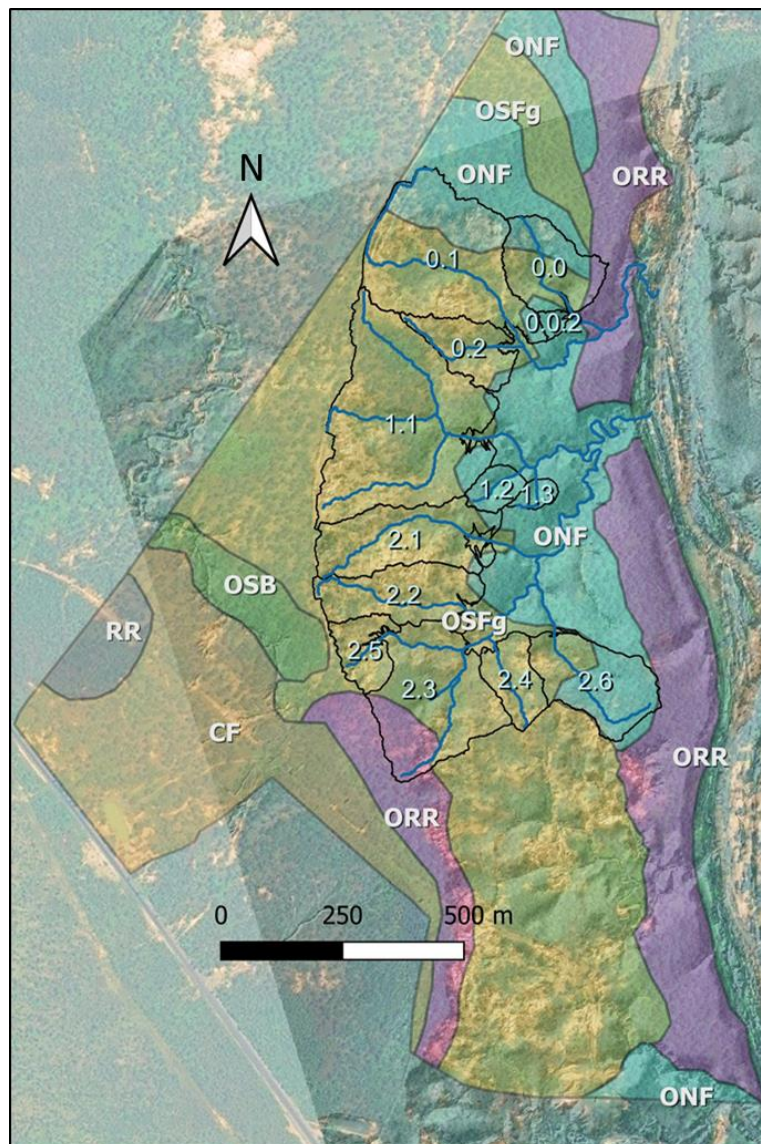 ONF
OSFg
N
ONF
ORR
0.1
0.0
0.0.2
0.2
1.1
1.2
1.3
ONF
2.1
OSB
2.2
RR
OSFg
2.5
2.4
2.6
2.3
CF
ORR
ORR
0 250 500 m
ONF